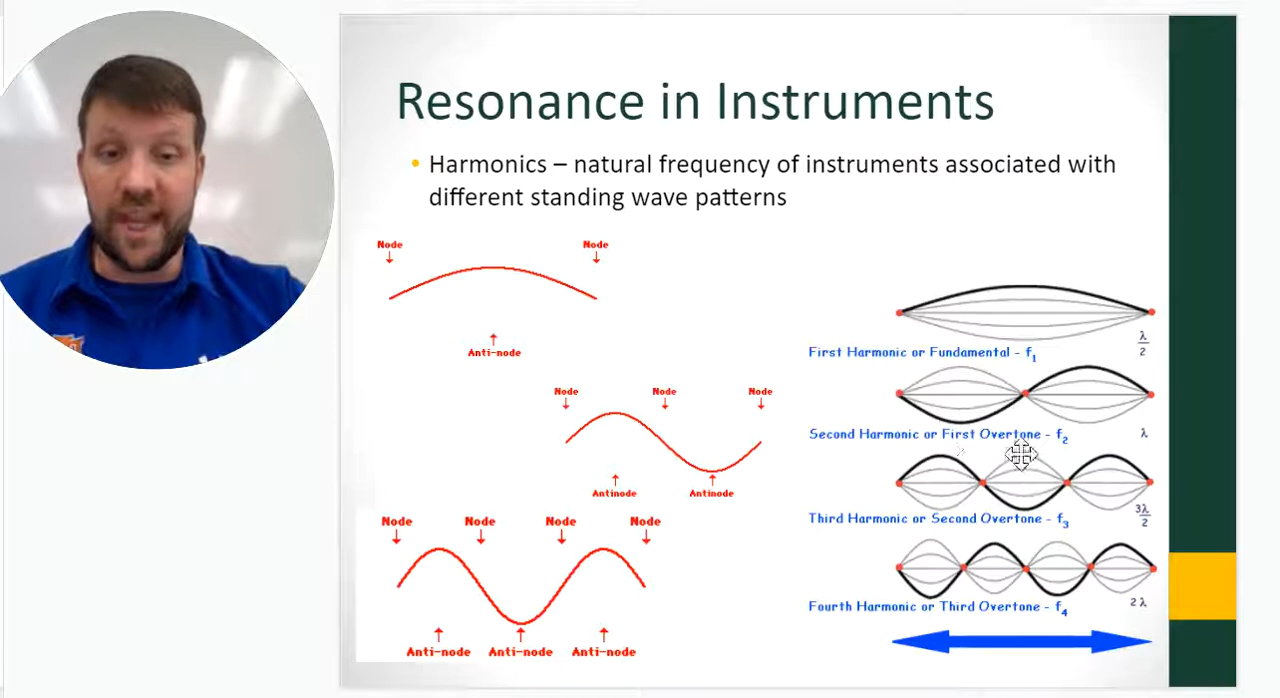 Resonance in Instruments
• Harmonics – natural frequency of instruments associated with
different standing wave patterns
Node Node
Anti-node
Node Node Node
Antinode Antinode
Node Node Node Node
Anti-node Anti-node Anti-node
λ/2
First Harmonic or Fundamental - f₁
Second Harmonic or First Overtone - f₂ λ
3λ/2
Third Harmonic or Second Overtone - f₃
Fourth Harmonic or Third Overtone - f₄ 2 λ